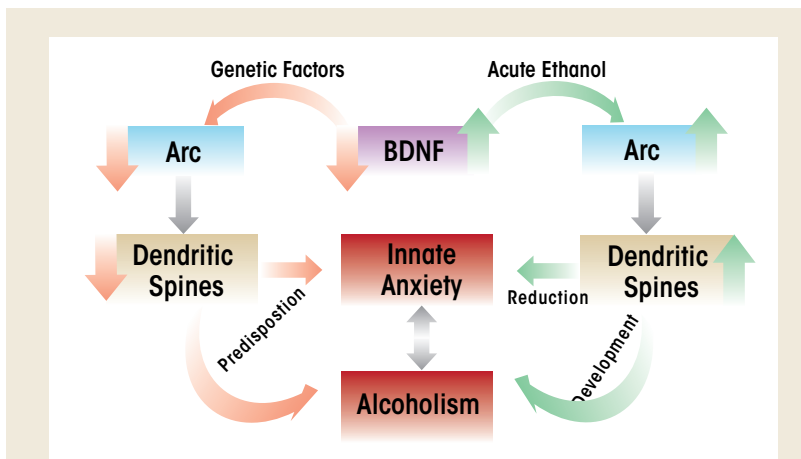 Genetic Factors
Acute Ethanol
Arc
BDNF
Arc
Dendritic
Spines
Innate
Anxiety
Dendritic
Spines
Predispostion
Reduction
Development
Alcoholism